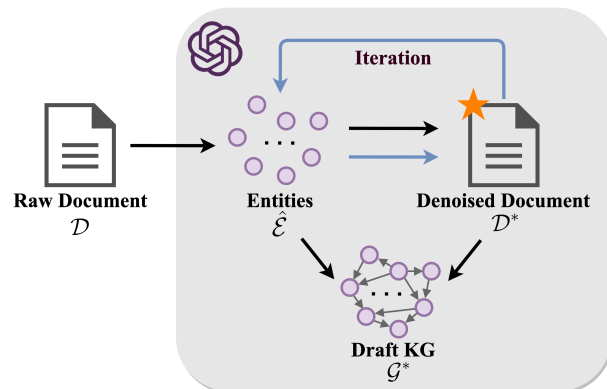 Iteration
Raw Document
𝒟
Entities
ℰ̂
Denoised Document
𝒟*
Draft KG
𝒢*